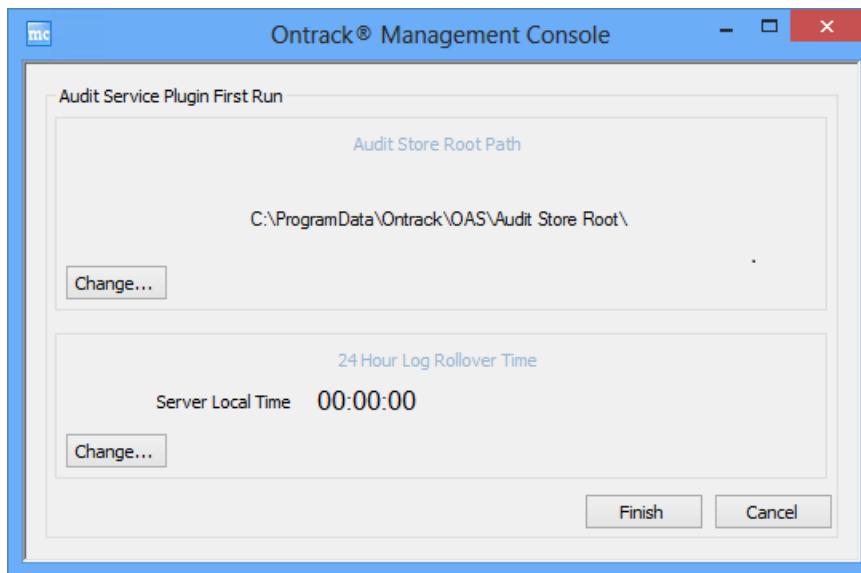 mc
Ontrack® Management Console
Audit Service Plugin First Run
Audit Store Root Path
C:\ProgramData\Ontrack\OAS\Audit Store Root\
.
Change...
24 Hour Log Rollover Time
Server Local Time 00:00:00
Change...
Finish Cancel